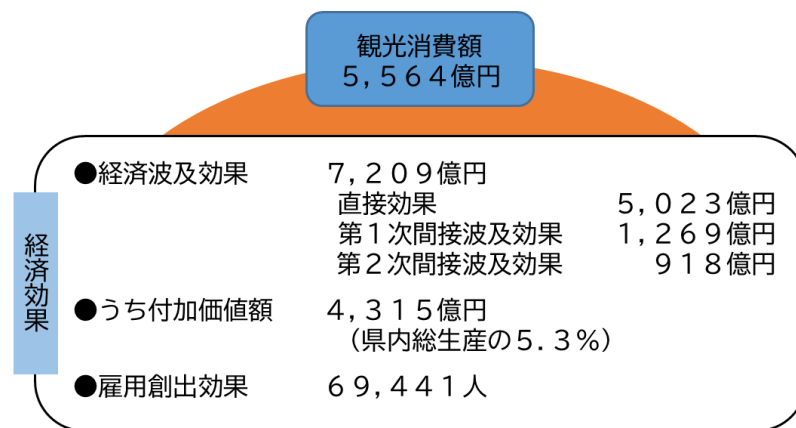 観光消費額
５，５６４億円
●経済波及効果　７，２０９億円
直接効果　５，０２３億円
第１次間接波及効果　１，２６９億円
第２次間接波及効果　９１８億円
経済効果
●うち付加価値額　４，３１５億円
（県内総生産の５．３％）
●雇用創出効果　６９，４４１人